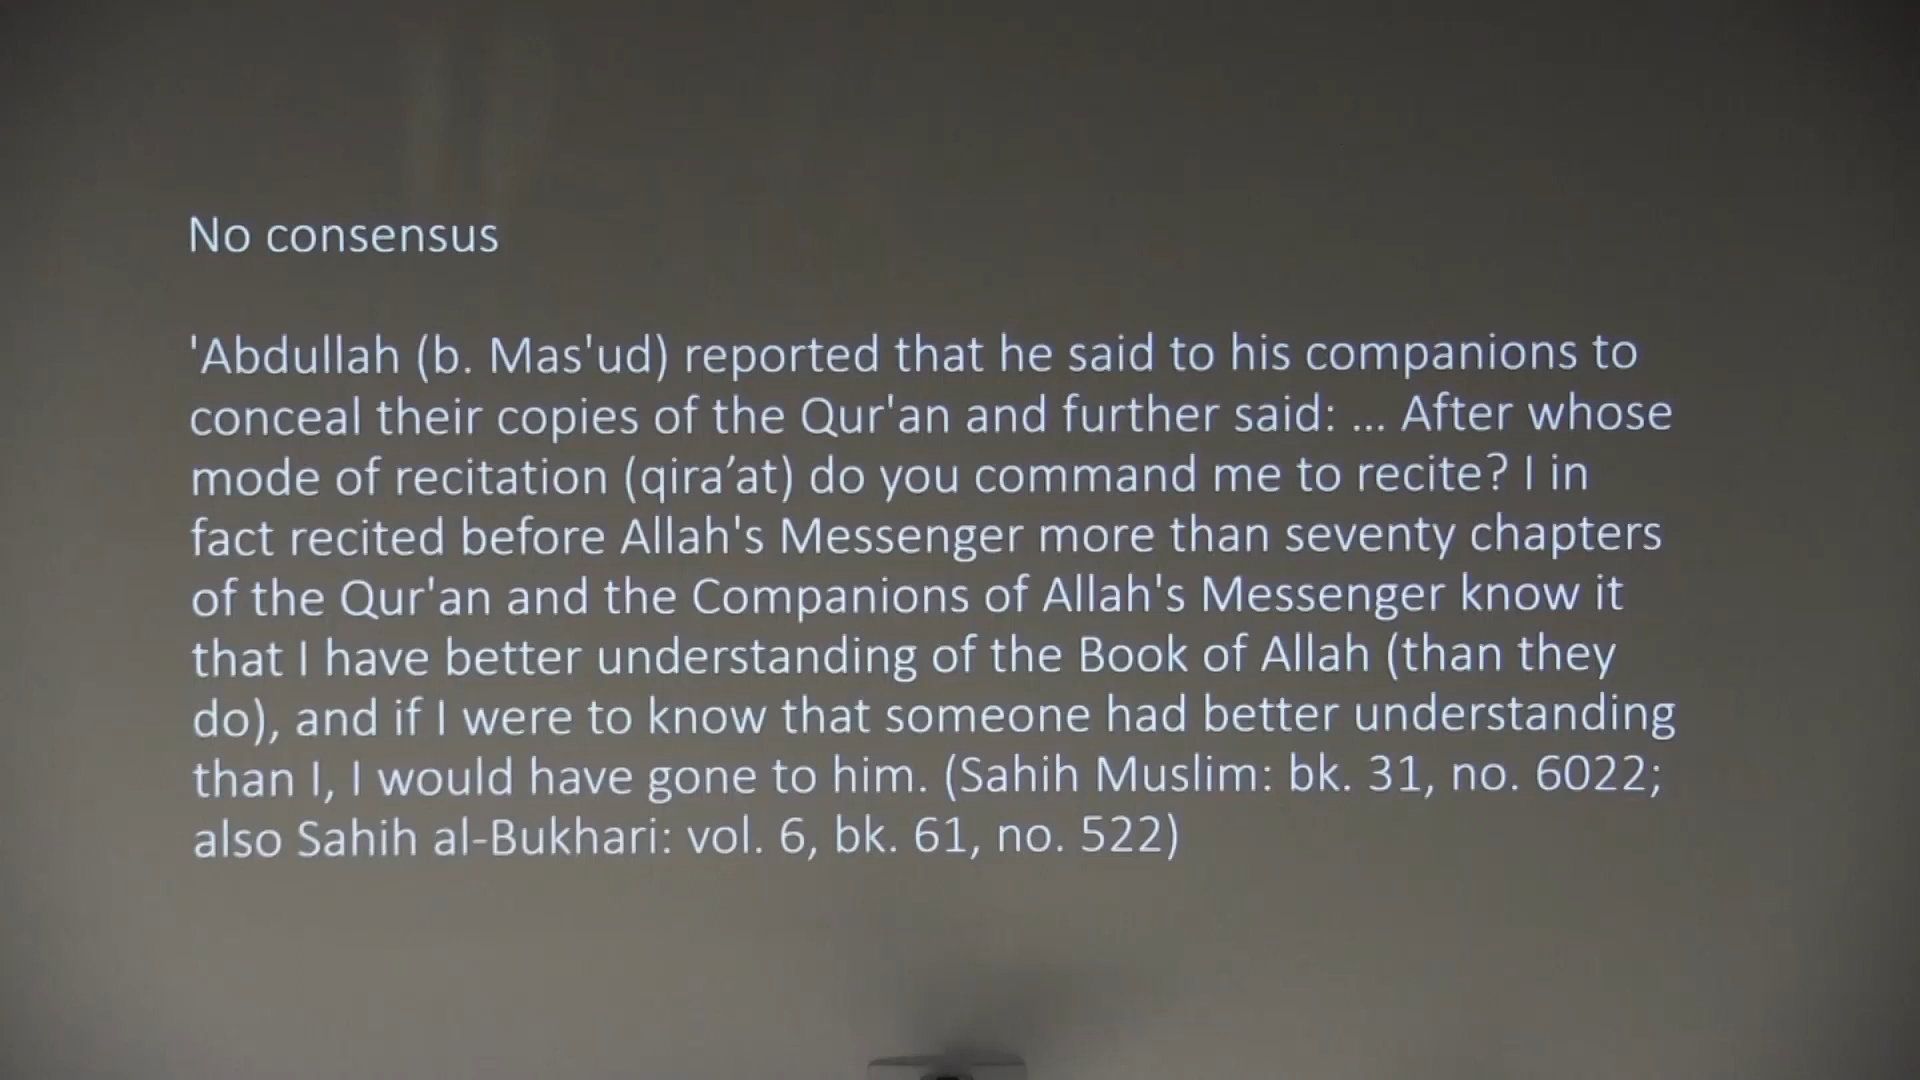 No consensus
'Abdullah (b. Mas'ud) reported that he said to his companions to
conceal their copies of the Qur'an and further said: ... After whose
mode of recitation (qira’at) do you command me to recite? I in
fact recited before Allah's Messenger more than seventy chapters
of the Qur'an and the Companions of Allah's Messenger know it
that I have better understanding of the Book of Allah (than they
do), and if I were to know that someone had better understanding
than I, I would have gone to him. (Sahih Muslim: bk. 31, no. 6022;
also Sahih al-Bukhari: vol. 6, bk. 61, no. 522)